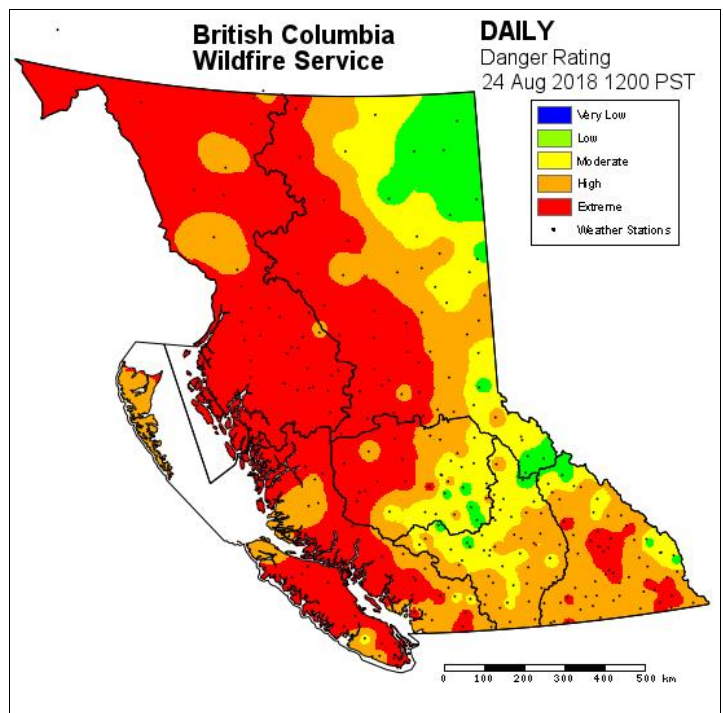 British Columbia
Wildfire Service
DAILY
Danger Rating
24 Aug 2018 1200 PST
Very Low
Low
Moderate
High
Extreme
Weather Stations
0 100 200 300 400 500 km